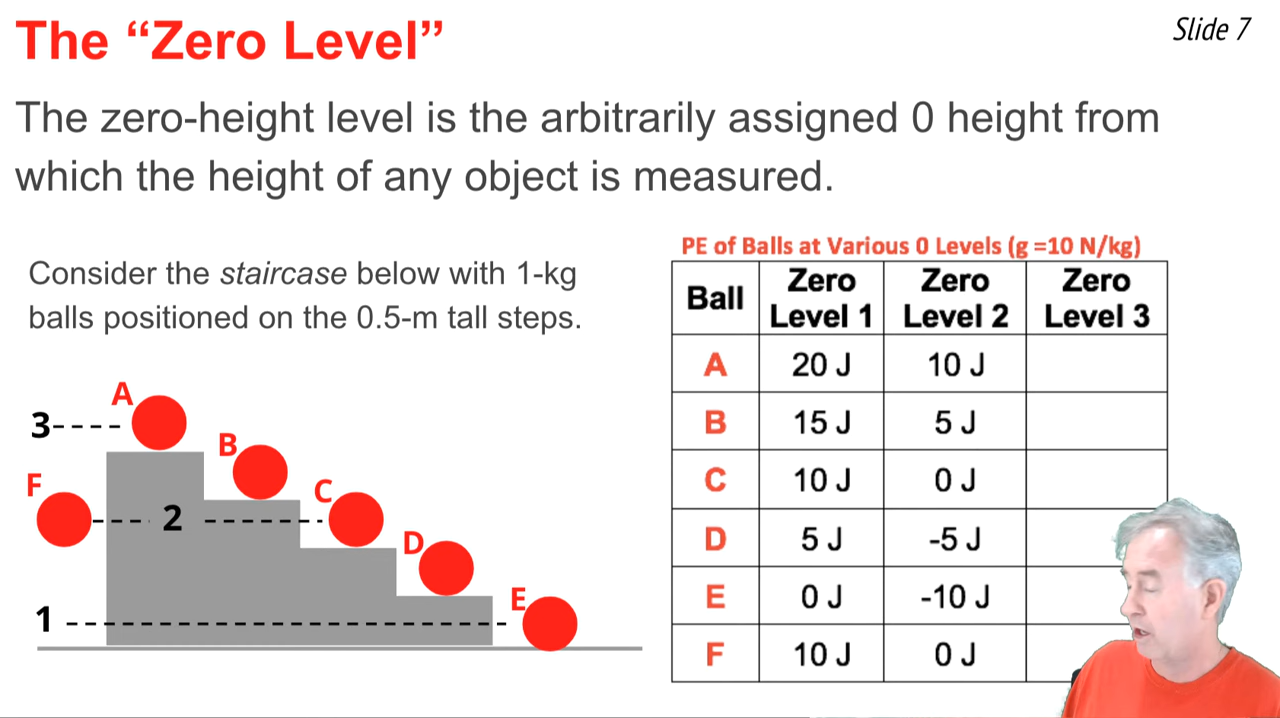 The “Zero Level”
Slide 7
The zero-height level is the arbitrarily assigned 0 height from
which the height of any object is measured.
Consider the staircase below with 1-kg
balls positioned on the 0.5-m tall steps.
A
3
B
F
C
2
D
E
1
PE of Balls at Various 0 Levels (g =10 N/kg)
Ball Zero Level 1 Zero Level 2 Zero Level 3
A 20 J 10 J
B 15 J 5 J
C 10 J 0 J
D 5 J -5 J
E 0 J -10 J
F 10 J 0 J